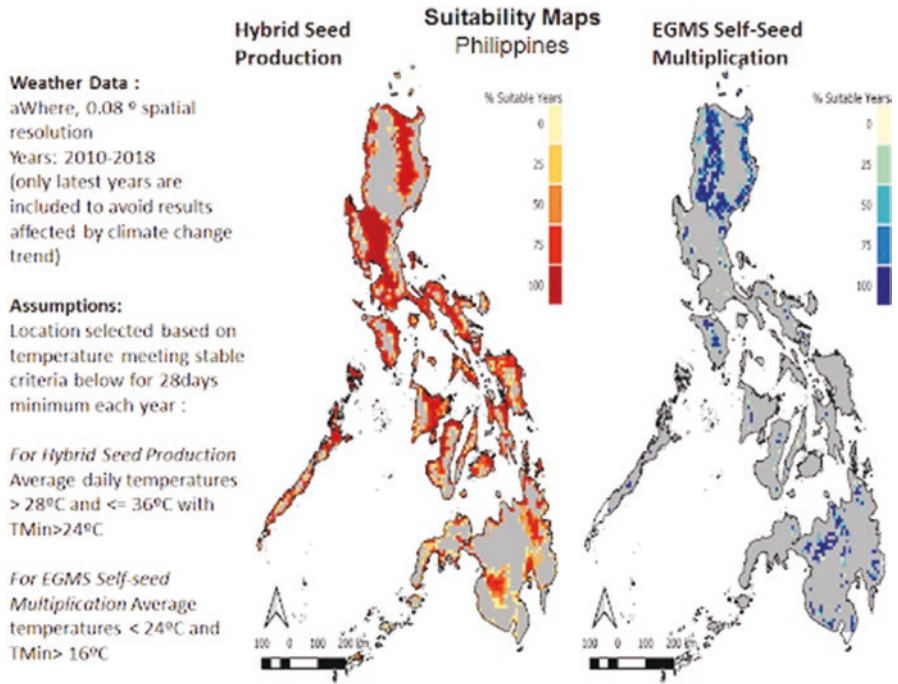 Suitability Maps
Philippines
Hybrid Seed
Production
EGMS Self-Seed
Multiplication
Weather Data :
aWhere, 0.08 º spatial
resolution
Years: 2010-2018
(only latest years are
included to avoid results
affected by climate change
trend)
Assumptions:
Location selected based on
temperature meeting stable
criteria below for 28days
minimum each year :
For Hybrid Seed Production
Average daily temperatures
> 28ºC and <= 36ºC with
TMin>24ºC
For EGMS Self-seed
Multiplication Average
temperatures < 24ºC and
TMin> 16ºC
% Suitable Years
0
25
50
75
100
100 0 100 200 km
% Suitable Years
0
25
50
75
100
100 0 100 200 km